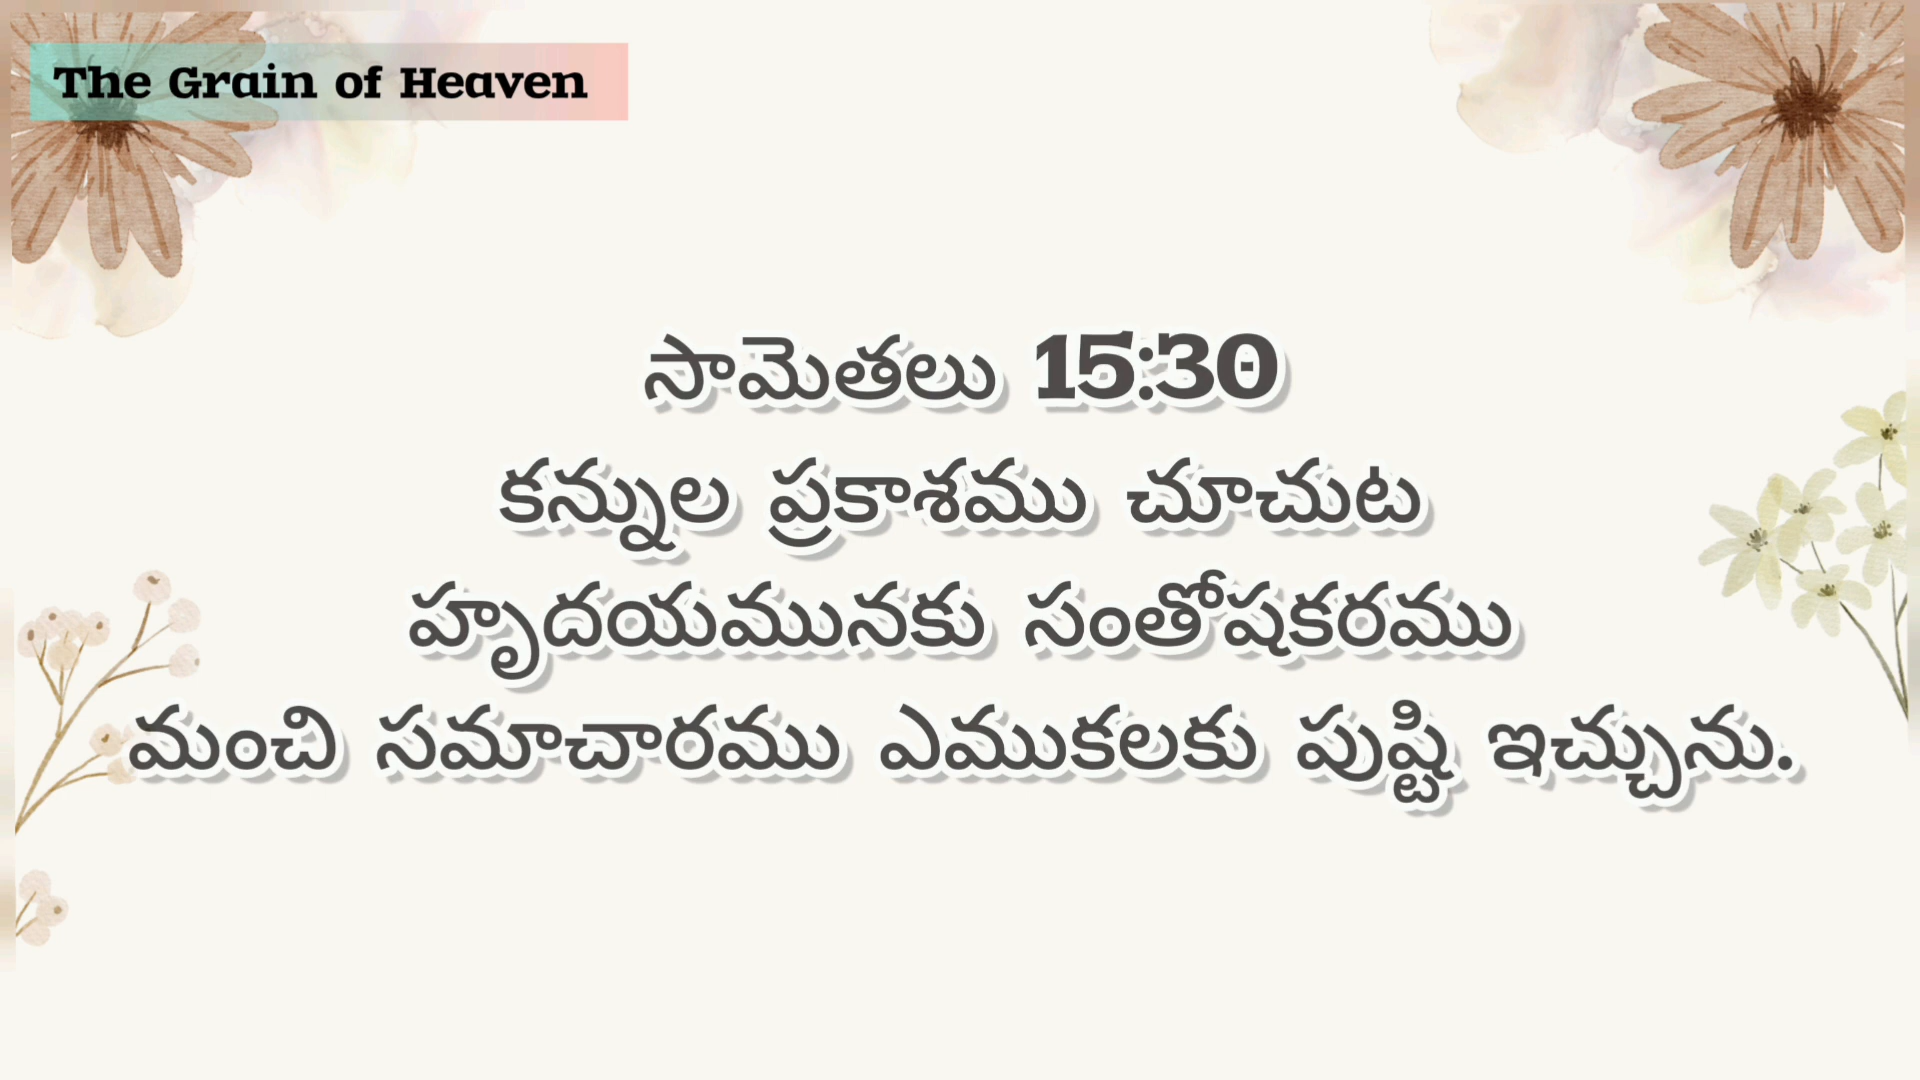 The Grain of Heaven
సామెతలు 15:30
కన్నుల ప్రకాశము చూచుట
హృదయమునకు సంతోషకరము
మంచి సమాచారము ఎముకలకు పుష్టి ఇచ్చును.